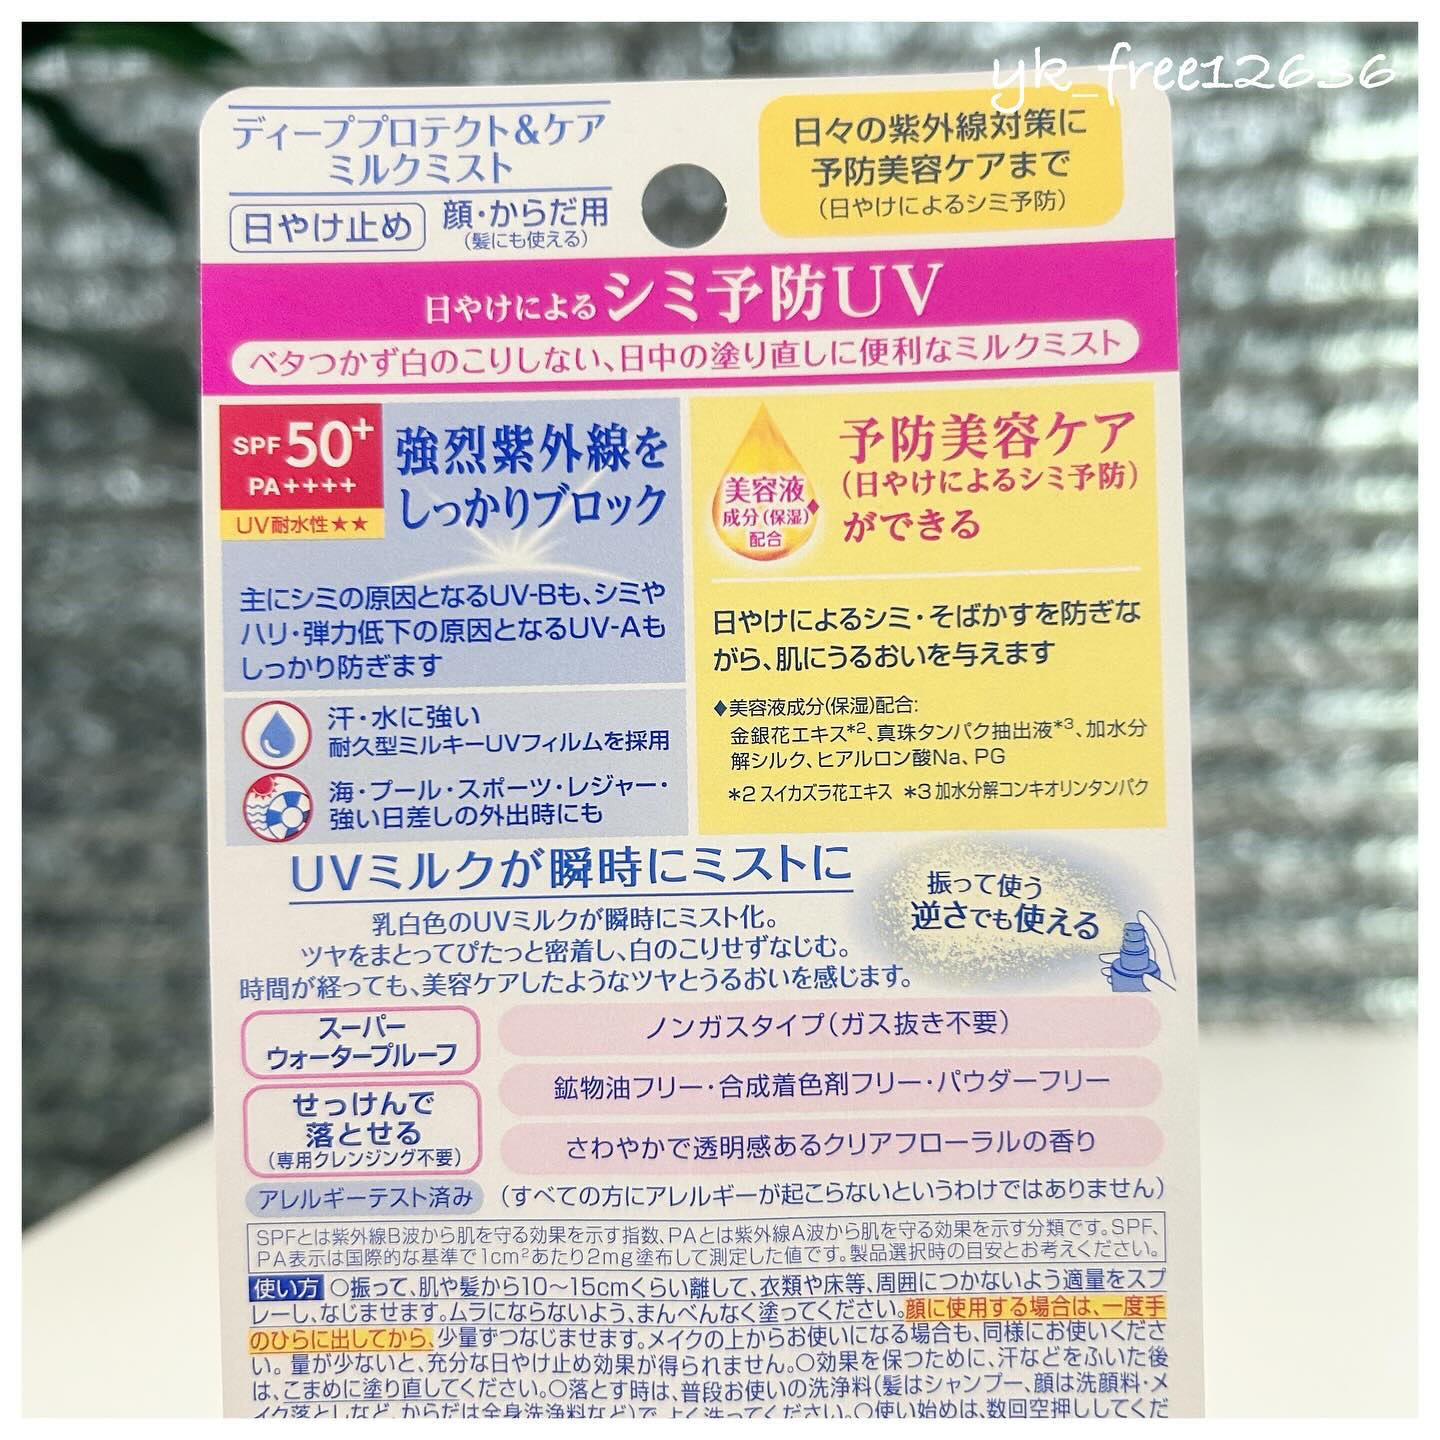 yk_free12636
ディーププロテクト&ケア
ミルクミスト
日やけ止め
顔・からだ用
(髪にも使える)
日々の紫外線対策に
予防美容ケアまで
(日やけによるシミ予防)
日やけによるシミ予防UV
ベタつかず白のこりしない、日中の塗り直しに便利なミルクミスト
SPF50+
PA++++
UV耐水性★★
強烈紫外線を
しっかりブロック
主にシミの原因となるUV-Bも、シミや
ハリ・弾力低下の原因となるUV-Aも
しっかり防ぎます
汗・水に強い
耐久型ミルキーUVフィルムを採用
海・プール・スポーツ・レジャー・
強い日差しの外出時にも
美容液
成分(保湿)◆
配合
予防美容ケア
(日やけによるシミ予防)
ができる
日やけによるシミ・そばかすを防ぎな
がら、肌にうるおいを与えます
◆美容液成分(保湿)配合:
金銀花エキス*2、真珠タンパク抽出液*3、加水分
解シルク、ヒアルロン酸Na、PG
*2 スイカズラ花エキス *3 加水分解コンキオリンタンパク
UVミルクが瞬時にミストに
乳白色のUVミルクが瞬時にミスト化。
ツヤをまとってぴたっと密着し、白のこりせずなじむ。
時間が経っても、美容ケアしたようなツヤとうるおいを感じます。
振って使う
逆さでも使える
スーパー
ウォータープルーフ
せっけんで
落とせる
(専用クレンジング不要)
ノンガスタイプ(ガス抜き不要)
鉱物油フリー・合成着色剤フリー・パウダーフリー
さわやかで透明感あるクリアフローラルの香り
アレルギーテスト済み (すべての方にアレルギーが起こらないというわけではありません)
SPFとは紫外線B波から肌を守る効果を示す指数、PAとは紫外線A波から肌を守る効果を示す分類です。SPF、
PA表示は国際的な基準で1cm²あたり2mg塗布して測定した値です。製品選択時の目安とお考えください。
使い方 ○振って、肌や髪から10〜15cmくらい離して、衣類や床等、周囲につかないよう適量をスプ
レーし、なじませます。ムラにならないよう、まんべんなく塗ってください。顔に使用する場合は、一度手
のひらに出してから、少量ずつなじませます。メイクの上からお使いになる場合も、同様にお使いくださ
い。量が少ないと、充分な日やけ止め効果が得られません。○効果を保つために、汗などをふいた後
は、こまめに塗り直してください。○落とす時は、普段お使いの洗浄料(髪はシャンプー、顔は洗顔料・メ
イク落としなど、からだは全身洗浄料など)で、よく洗ってください。○使い始めは、数回空押ししてくだ